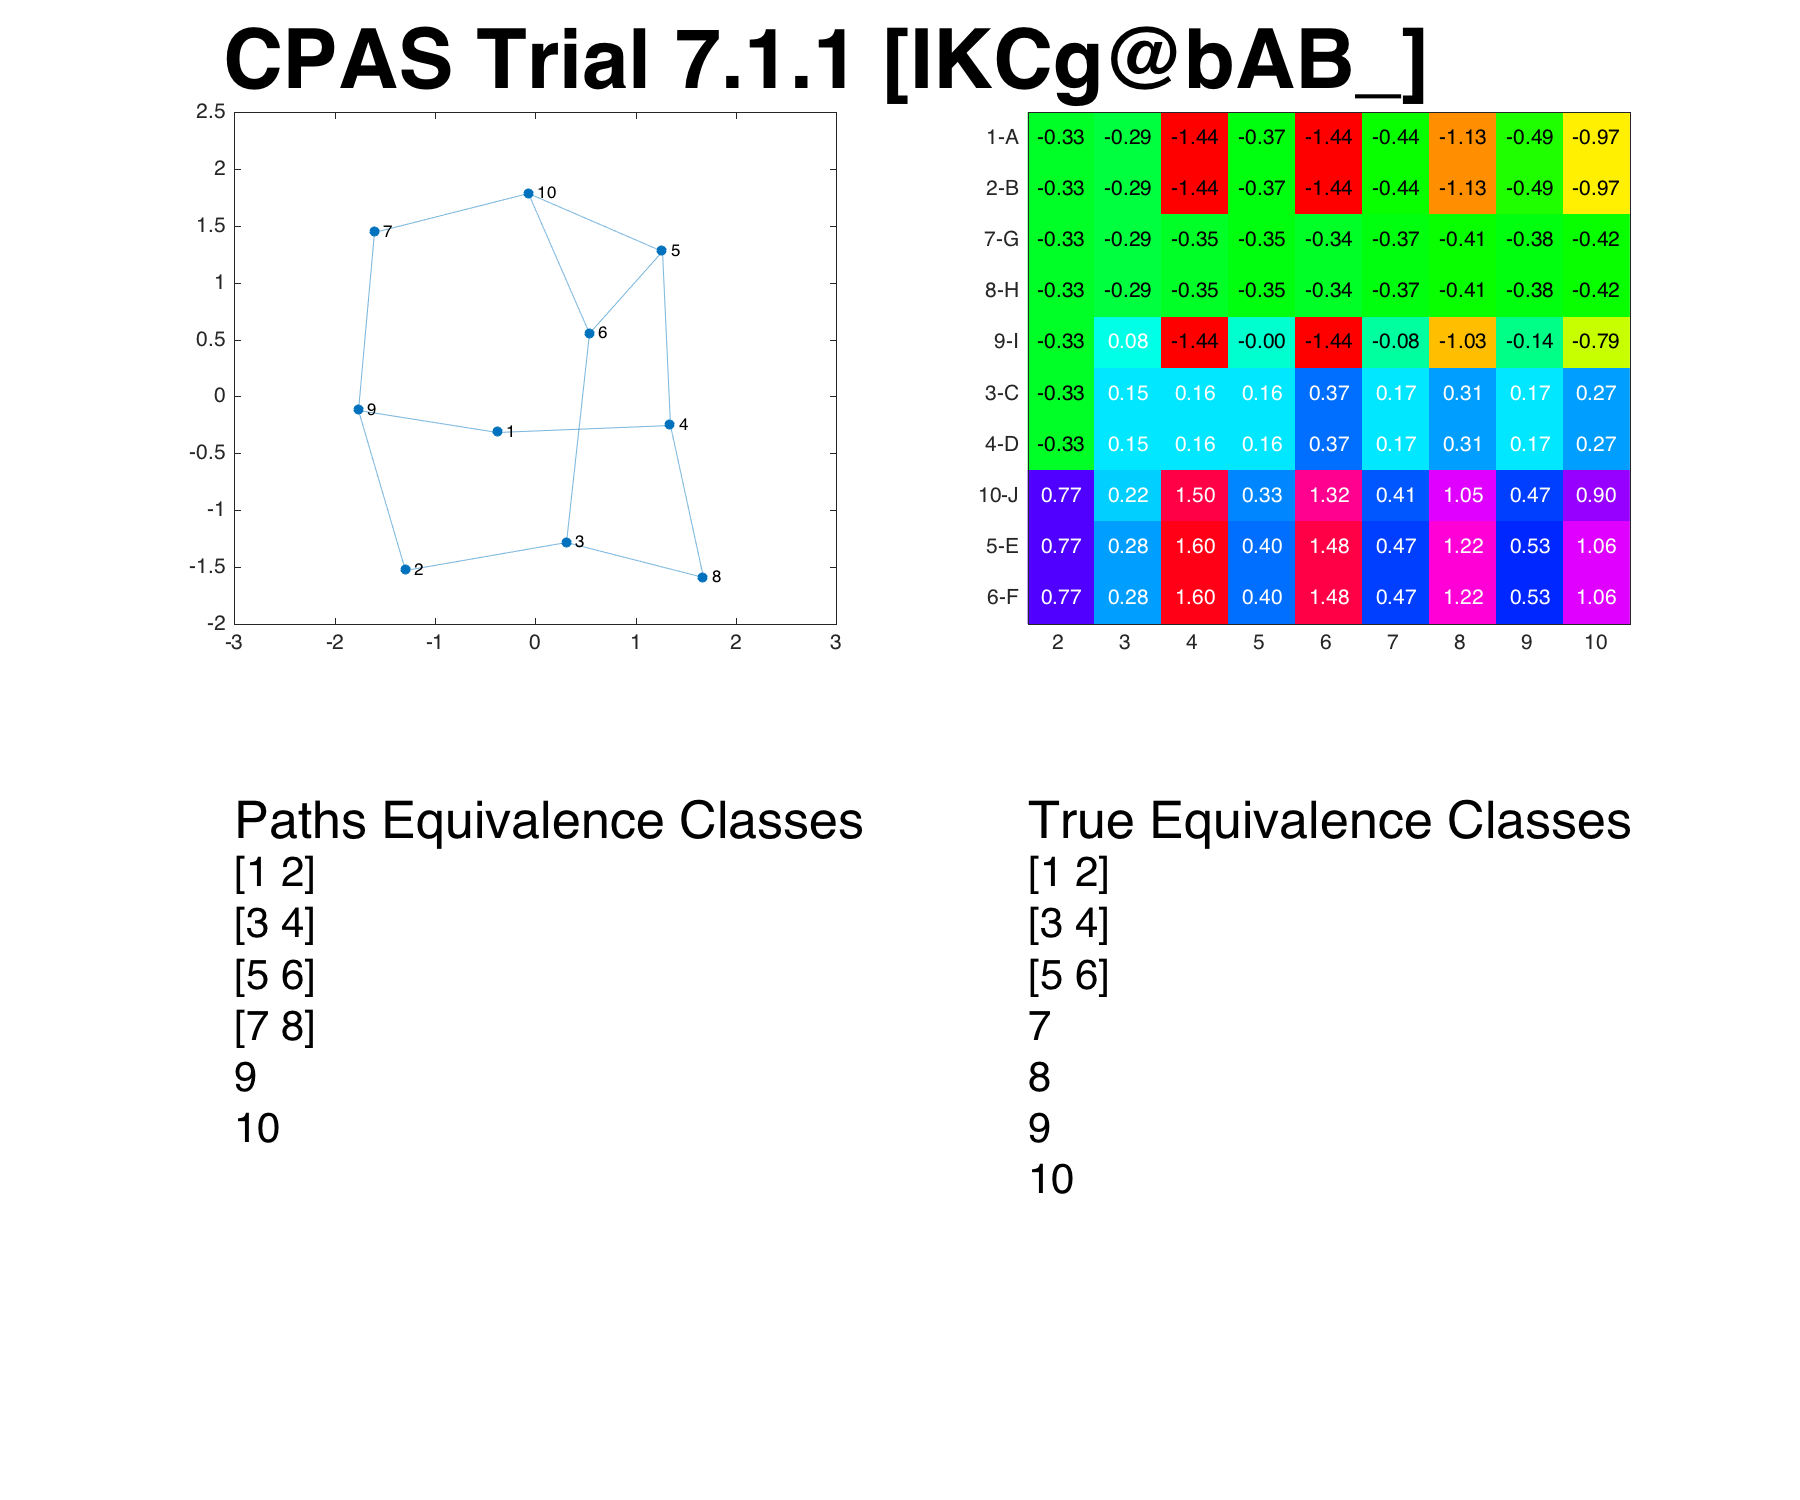 CPAS Trial 7.1.1 [IKCg@bAB_]
2.5
2
1.5
1
0.5
0
-0.5
-1
-1.5
-2
-3 -2 -1 0 1 2 3
10
7
5
6
9
1
4
3
2
8
1-A -0.33 -0.29 -1.44 -0.37 -1.44 -0.44 -1.13 -0.49 -0.97
2-B -0.33 -0.29 -1.44 -0.37 -1.44 -0.44 -1.13 -0.49 -0.97
7-G -0.33 -0.29 -0.35 -0.35 -0.34 -0.37 -0.41 -0.38 -0.42
8-H -0.33 -0.29 -0.35 -0.35 -0.34 -0.37 -0.41 -0.38 -0.42
9-I -0.33 0.08 -1.44 -0.00 -1.44 -0.08 -1.03 -0.14 -0.79
3-C -0.33 0.15 0.16 0.16 0.37 0.17 0.31 0.17 0.27
4-D -0.33 0.15 0.16 0.16 0.37 0.17 0.31 0.17 0.27
10-J 0.77 0.22 1.50 0.33 1.32 0.41 1.05 0.47 0.90
5-E 0.77 0.28 1.60 0.40 1.48 0.47 1.22 0.53 1.06
6-F 0.77 0.28 1.60 0.40 1.48 0.47 1.22 0.53 1.06
2 3 4 5 6 7 8 9 10
Paths Equivalence Classes
[1 2]
[3 4]
[5 6]
[7 8]
9
10
True Equivalence Classes
[1 2]
[3 4]
[5 6]
7
8
9
10